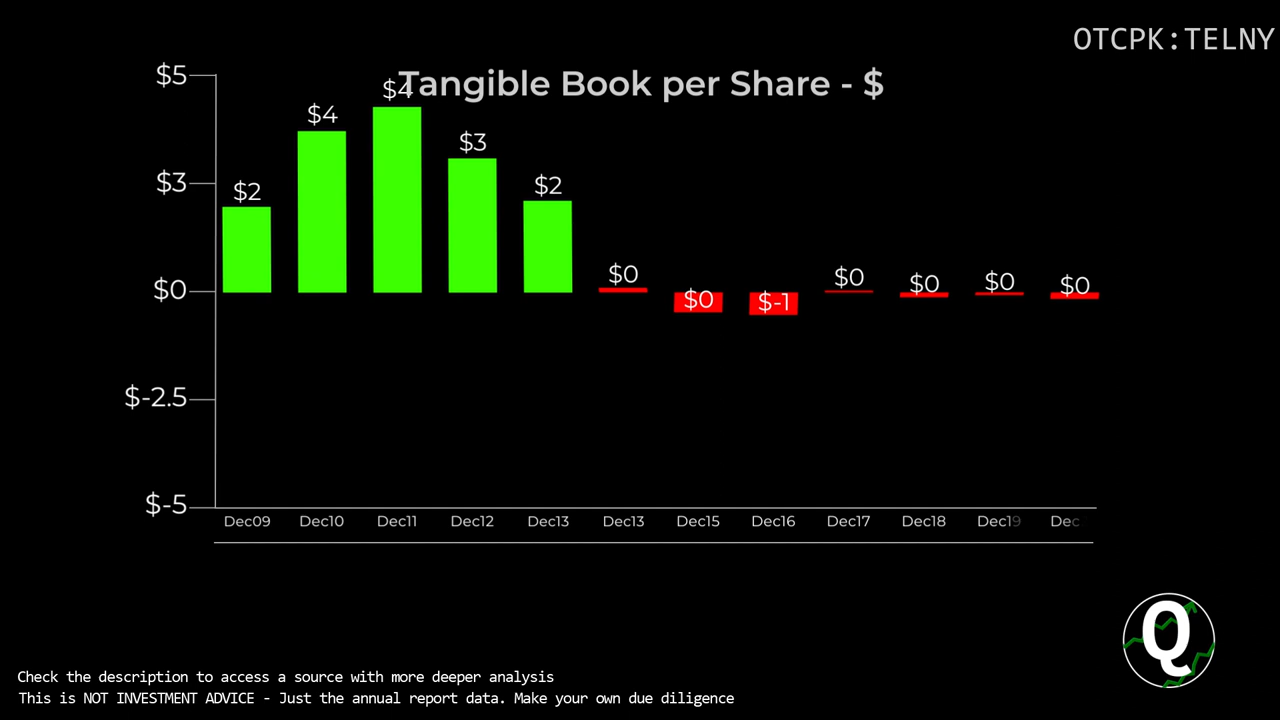 OTCPK:TELNY
Tangible Book per Share - $
$5
$3
$0
$-2.5
$-5
$2
$4
$4
$3
$2
$0
$0
$-1
$0
$0
$0
$0
Dec09 Dec10 Dec11 Dec12 Dec13 Dec13 Dec15 Dec16 Dec17 Dec18 Dec19 Dec
Q
Check the description to access a source with more deeper analysis
This is NOT INVESTMENT ADVICE - Just the annual report data. Make your own due diligence